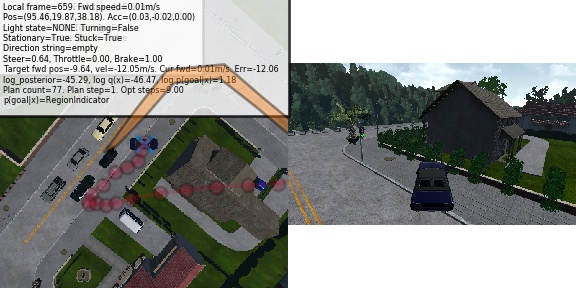 Local frame=659. Fwd speed=0.01m/s
Pos=(95.46,19.87,38.18). Acc=(0.03,-0.02,0.00)
Light state=NONE. Turning=False
Stationary=True. Stuck=True
Direction string=empty
Steer=0.64, Throttle=0.00, Brake=1.00
Target fwd pos=-9.64, vel=-12.05m/s. Cur fwd=0.01m/s, Err=-12.06
log_posterior=-45.29, log q(x)=-46.47, log p(goal|x)=1.18
Plan count=77. Plan step=1. Opt steps=9.00
p(goal|x)=RegionIndicator